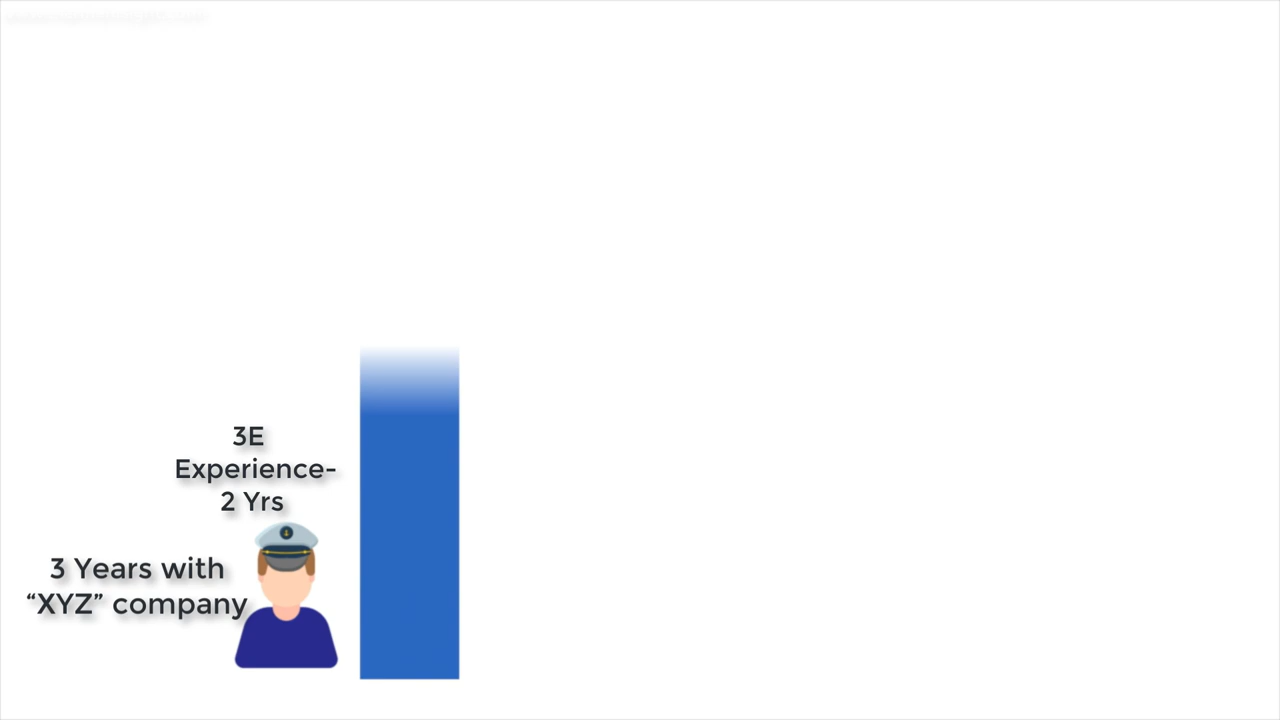 3E
Experience-
2 Yrs
3 Years with
“XYZ” company